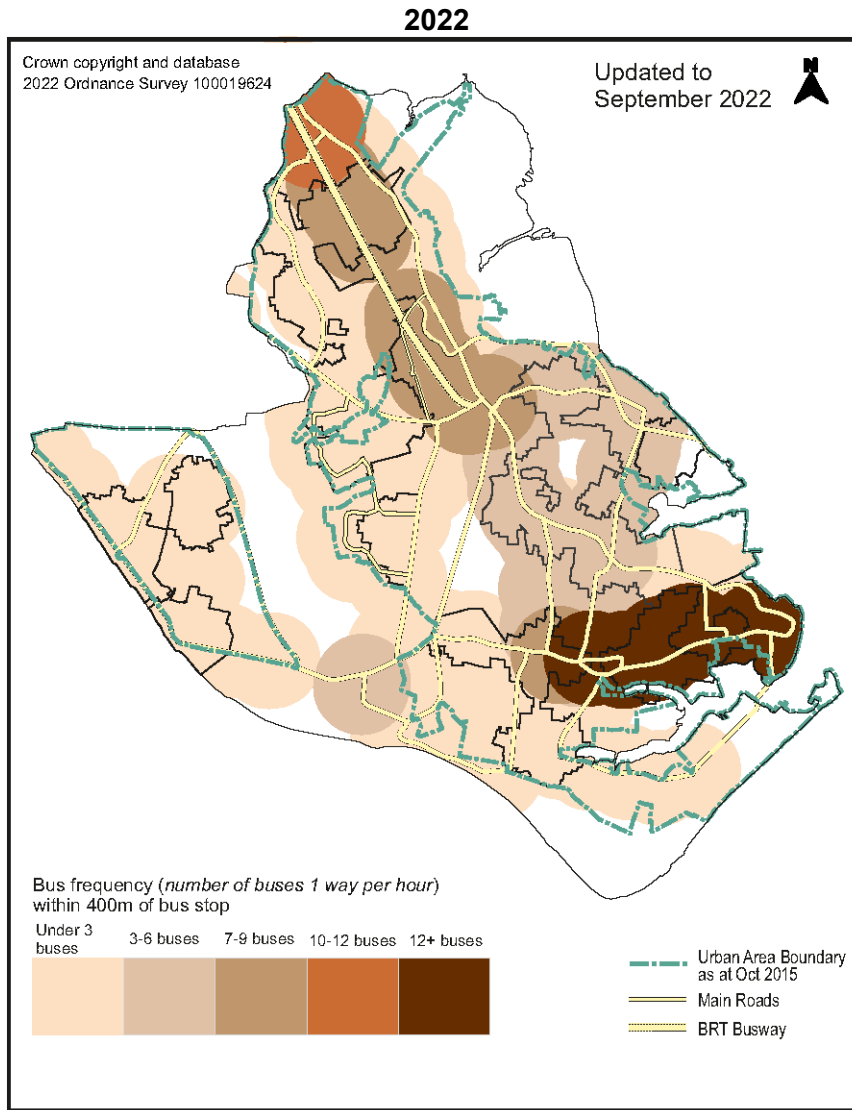 2022
Crown copyright and database
2022 Ordnance Survey 100019624
Updated to
September 2022
N
Bus frequency (number of buses 1 way per hour)
within 400m of bus stop
Under 3
buses
3-6 buses
7-9 buses
10-12 buses
12+ buses
Urban Area Boundary
as at Oct 2015
Main Roads
BRT Busway